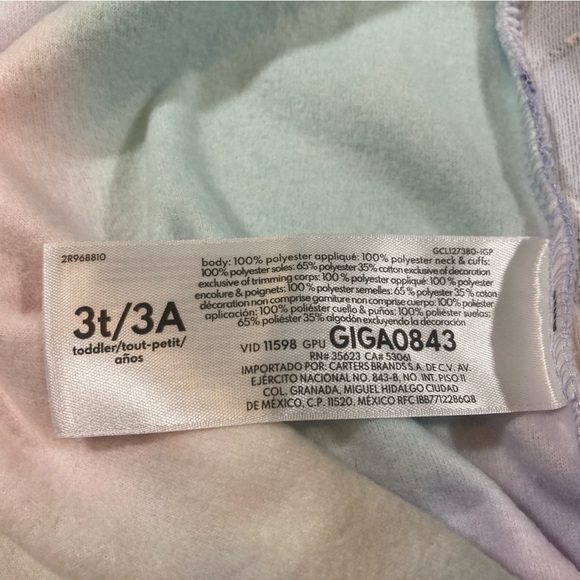 2R968810
GCL127380-1GP
body: 100% polyester appliqué: 100% polyester neck & cuffs:
100% polyester soles: 65% polyester 35% cotton exclusive of decoration
exclusive of trimming corps: 100% polyester appliqué: 100% polyester
encolure & poignets: 100% polyester semelles: 65% polyester 35 % coton
décoration non comprise garniture non comprise cuerpo: 100% poliéster
aplicación: 100% poliéster cuello & puños: 100% poliéster suelas:
65% poliéster 35% algodón excluyendo la decoración
3t/3A
toddler/tout-petit/
años
VID 11598 GPU GIGA0843
RN# 35623 CA# 53061
IMPORTADO POR: CARTERS BRANDS S.A. DE C.V. AV.
EJÉRCITO NACIONAL NO. 843-B, NO. INT. PISO 11
COL. GRANADA, MIGUEL HIDALGO CIUDAD
DE MÉXICO, C.P. 11520, MÉXICO RFC IBB7712286Q8